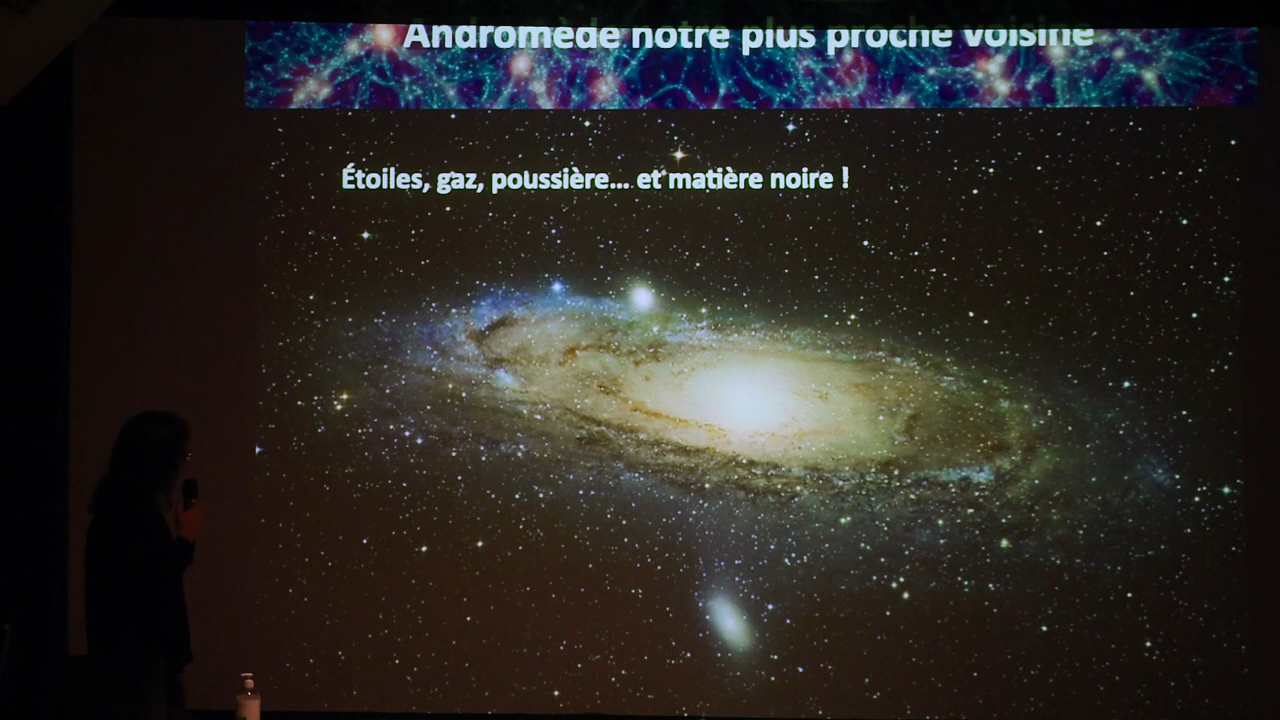 Andromède notre plus proche voisine
Étoiles, gaz, poussière... et matière noire !